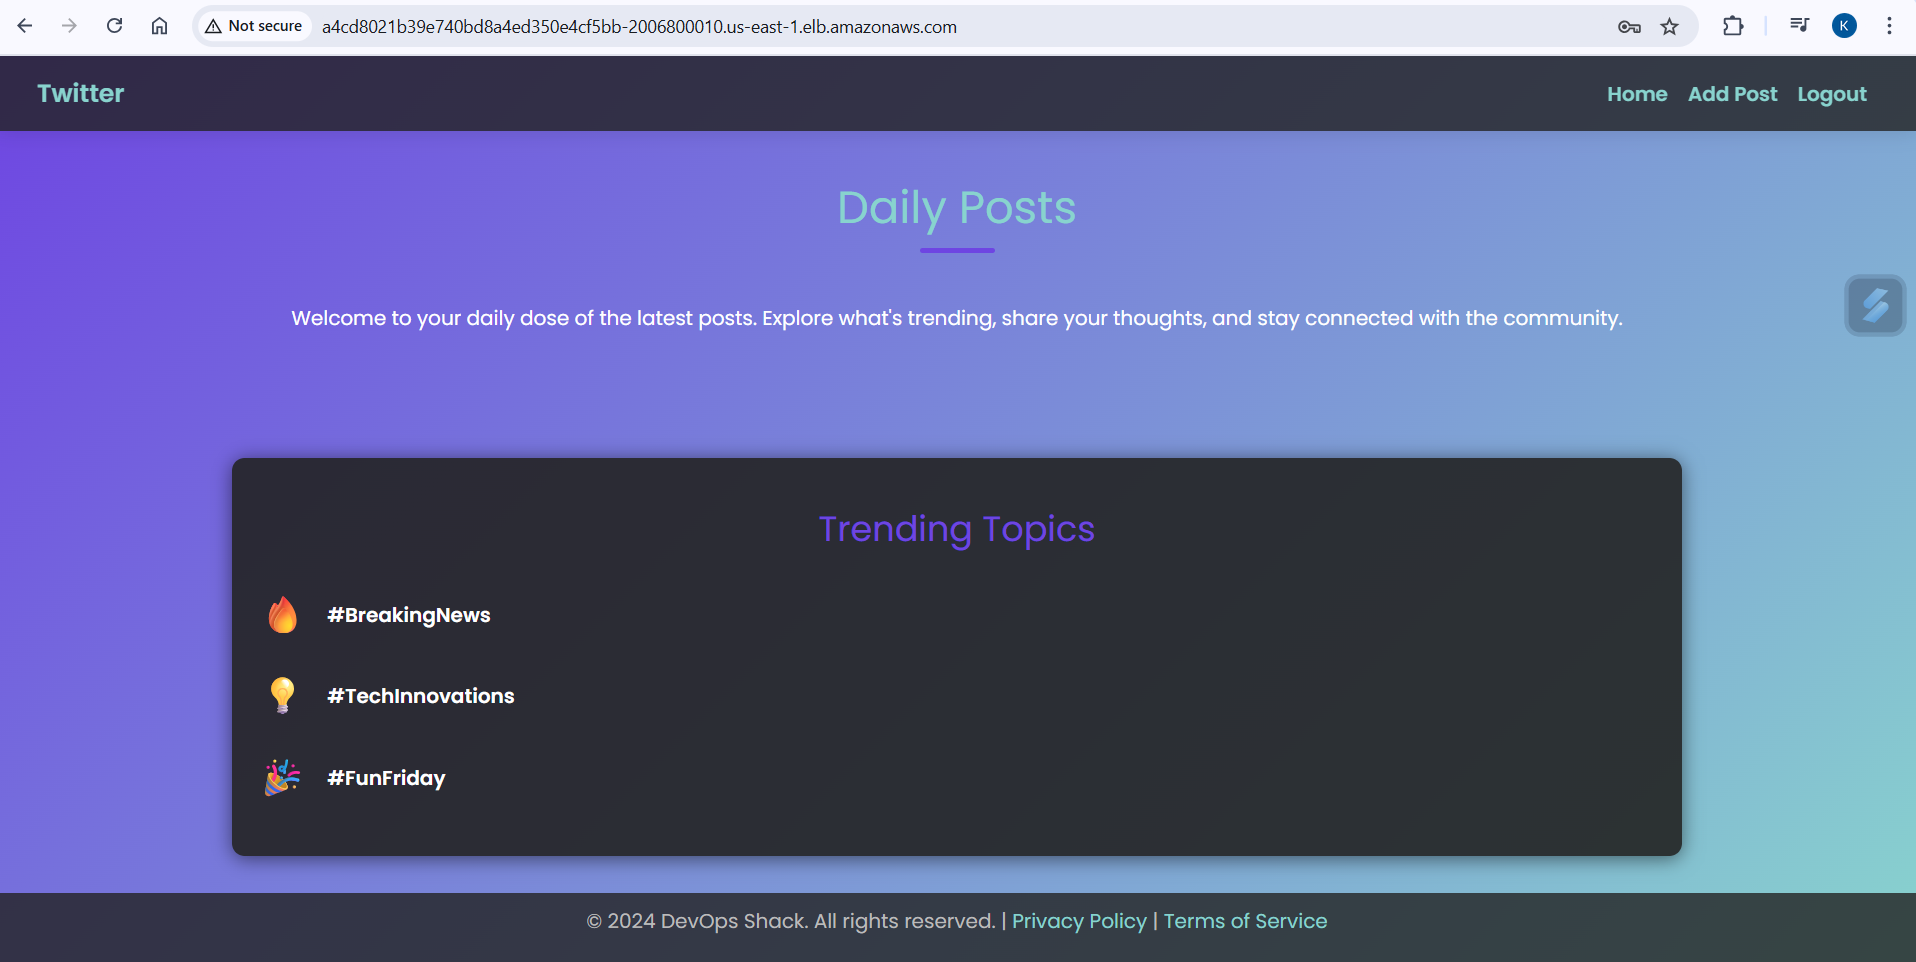 Not secure a4cd8021b39e740bd8a4ed350e4cf5bb-2006800010.us-east-1.elb.amazonaws.com K
Twitter Home Add Post Logout
Daily Posts
Welcome to your daily dose of the latest posts. Explore what's trending, share your thoughts, and stay connected with the community.
Trending Topics
#BreakingNews
#TechInnovations
#FunFriday
© 2024 DevOps Shack. All rights reserved. | Privacy Policy | Terms of Service